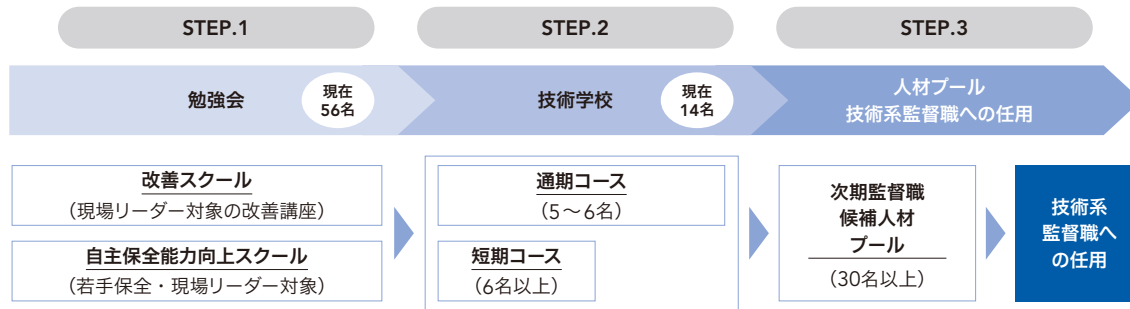 STEP.1
STEP.2
STEP.3
勉強会
現在
56名
技術学校
現在
14名
人材プール
技術系監督職への任用
改善スクール
（現場リーダー対象の改善講座）
自主保全能力向上スクール
（若手保全・現場リーダー対象）
通期コース
（5～6名）
短期コース
（6名以上）
次期監督職
候補人材
プール
（30名以上）
技術系
監督職へ
の任用